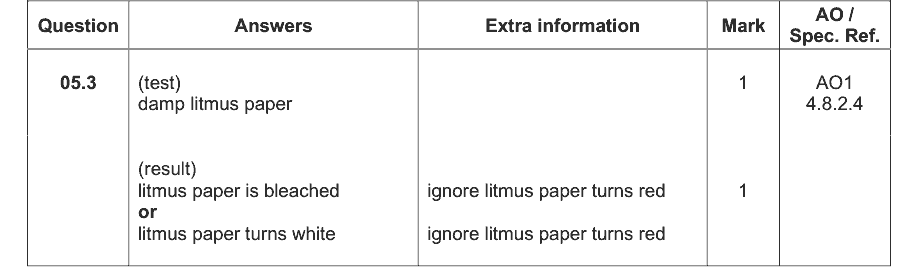 Question Answers Extra information Mark AO /
Spec. Ref.
05.3 (test) 1 AO1
damp litmus paper 4.8.2.4
(result)
litmus paper is bleached ignore litmus paper turns red 1
or
litmus paper turns white ignore litmus paper turns red